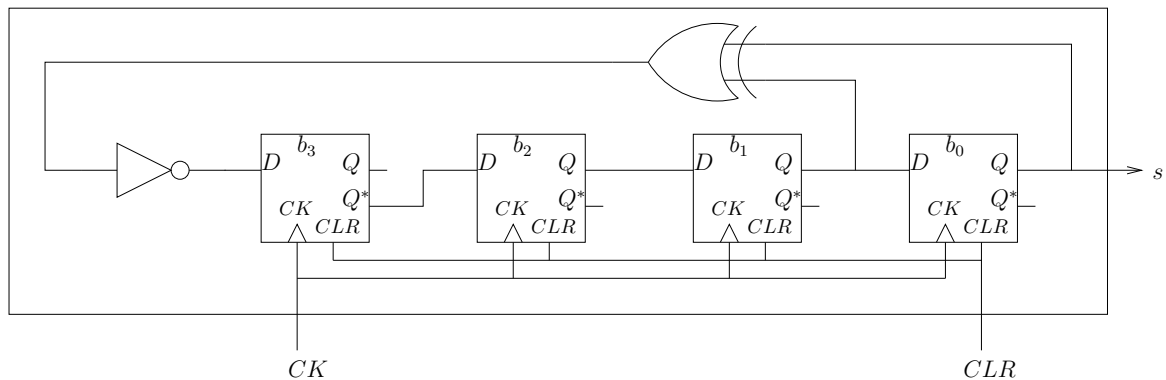 b₃ b₂ b₁ b₀
D Q D Q D Q D Q
s
Q* Q* Q* Q*
CK CLR CK CLR CK CLR CK CLR
CK CLR